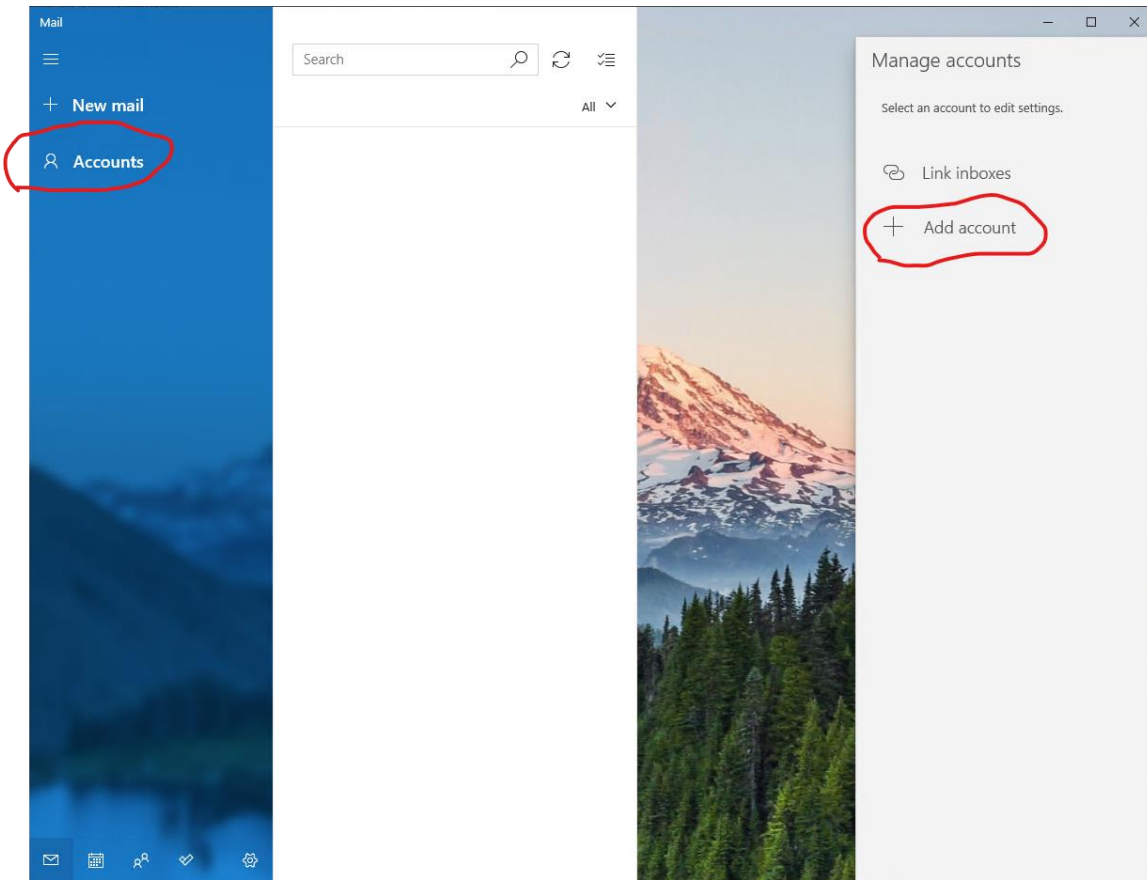 Mail
New mail
Accounts
Search
All
Manage accounts
Select an account to edit settings.
Link inboxes
Add account